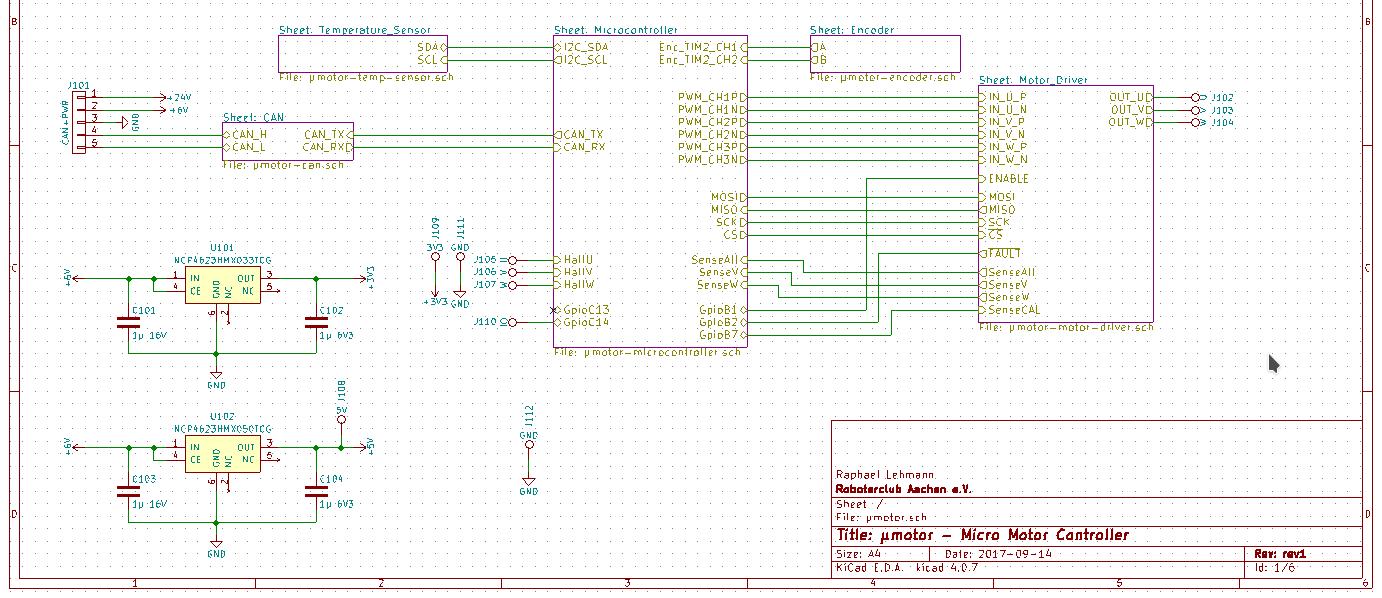 B
B
Sheet: Temperature_Sensor
SDA
SCL
File: µmotor-temp-sensor.sch
Sheet: Microcontroller
I2C_SDA
I2C_SCL
Enc_TIM2_CH1
Enc_TIM2_CH2
Sheet: Encoder
A
B
File: µmotor-encoder.sch
J101
CAN+PWR
1
2
3
4
5
+24V
+6V
GND
Sheet: CAN
CAN_H
CAN_L
CAN_TX
CAN_RX
File: µmotor-can.sch
CAN_TX
CAN_RX
PWM_CH1P
PWM_CH1N
PWM_CH2P
PWM_CH2N
PWM_CH3P
PWM_CH3N
MOSI
MISO
SCK
CS
SenseAll
SenseV
SenseW
GpioB1
GpioB2
GpioB7
HallU
HallV
HallW
GpioC13
GpioC14
File: µmotor-microcontroller.sch
J105 U
J106 V
J107 W
J110
Sheet: Motor_Driver
IN_U_P
IN_U_N
IN_V_P
IN_V_N
IN_W_P
IN_W_N
ENABLE
MOSI
MISO
SCK
CS
FAULT
SenseAll
SenseV
SenseW
SenseCAL
OUT_U
OUT_V
OUT_W
U J102
V J103
W J104
File: µmotor-motor-driver.sch
J109
3V3
+3V3
J111
GND
GND
C
C
U101
NCP4623HMX033TCG
+6V
1
4
IN
CE
GND
NC
OUT
NC
3
5
6
2
+3V3
C101
1µ 16V
C102
1µ 6V3
GND
U102
NCP4623HMX050TCG
+6V
1
4
IN
CE
GND
NC
OUT
NC
3
5
6
2
J108
5V
+5V
C103
1µ 16V
C104
1µ 6V3
GND
J112
GND
GND
D
D
Raphael Lehmann
Roboterclub Aachen e.V.
Sheet: /
File: µmotor.sch
Title: µmotor - Micro Motor Controller
Size: A4
Date: 2017-09-14
Rev: rev1
KiCad E.D.A. kicad 4.0.7
Id: 1/6
1
2
3
4
5
6